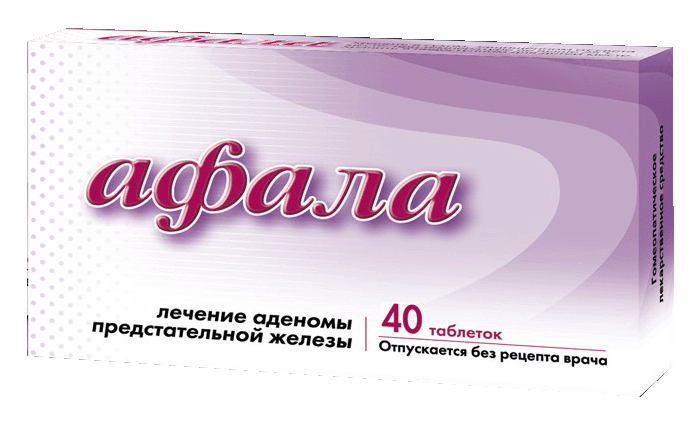 афала
лечение аденомы
предстательной железы
40 таблеток
Отпускается без рецепта врача
Гомеопатическое
лекарственное средство